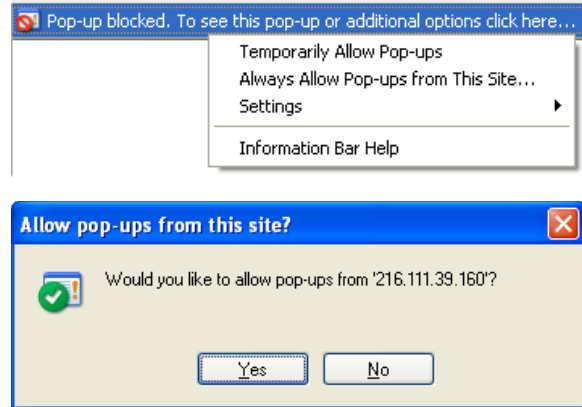 Pop-up blocked. To see this pop-up or additional options click here...
Temporarily Allow Pop-ups
Always Allow Pop-ups from This Site...
Settings
Information Bar Help
Allow pop-ups from this site?
Would you like to allow pop-ups from '216.111.39.160'?
Yes No